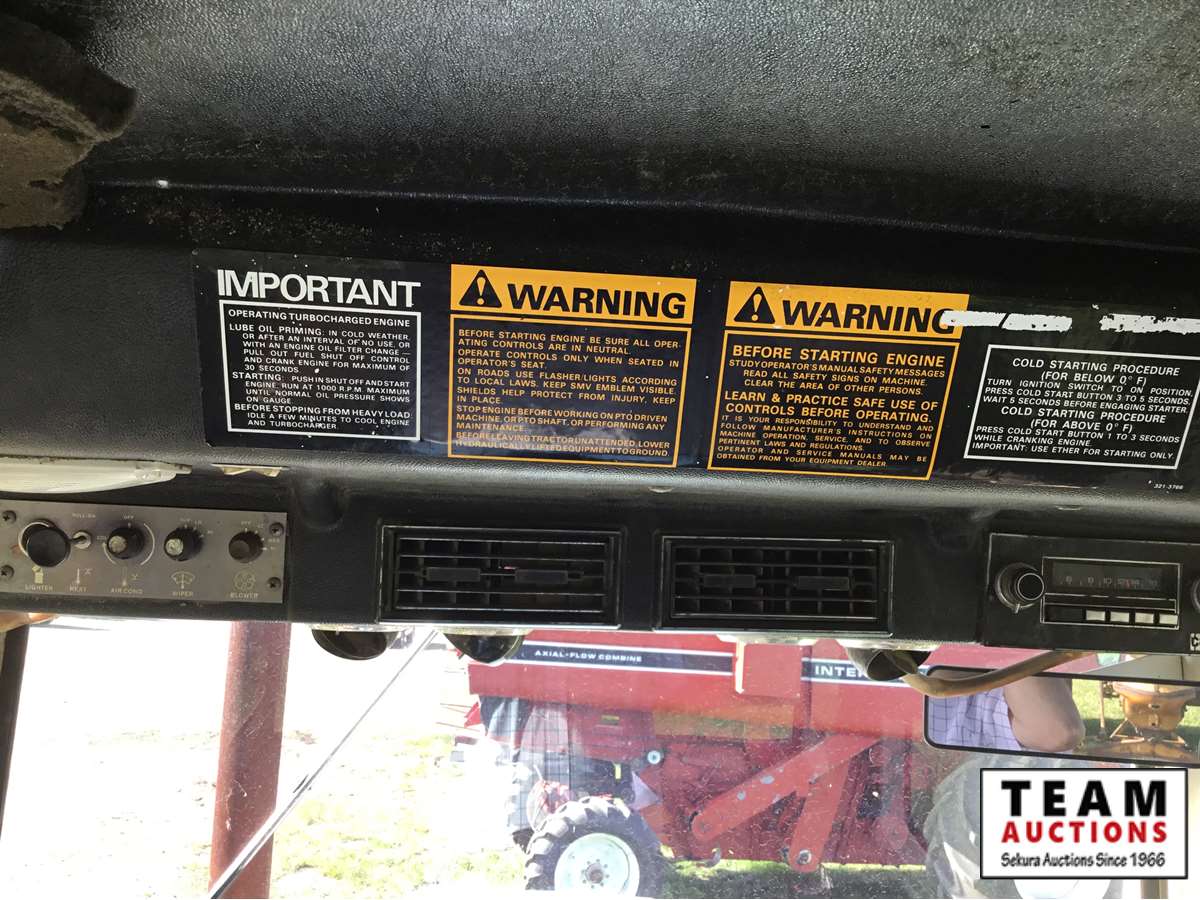 IMPORTANT
OPERATING TURBOCHARGED ENGINE
LUBE OIL PRIMING: IN COLD WEATHER,
OR AFTER AN INTERVAL OF NO USE, OR
WITH AN ENGINE OIL FILTER CHANGE —
PULL OUT FUEL SHUT OFF CONTROL
AND CRANK ENGINE FOR MAXIMUM OF
30 SECONDS.
STARTING: PUSH IN SHUT OFF AND START
ENGINE. RUN AT 1000 R.P.M. MAXIMUM
UNTIL NORMAL OIL PRESSURE SHOWS
ON GAUGE.
BEFORE STOPPING FROM HEAVY LOAD:
IDLE A FEW MINUTES TO COOL ENGINE
AND TURBOCHARGER.
WARNING
BEFORE STARTING ENGINE BE SURE ALL OPER-
ATING CONTROLS ARE IN NEUTRAL.
OPERATE CONTROLS ONLY WHEN SEATED IN
OPERATOR'S SEAT.
ON ROADS USE FLASHER LIGHTS ACCORDING
TO LOCAL LAWS. KEEP SMV EMBLEM VISIBLE.
SHIELDS HELP PROTECT FROM INJURY, KEEP
IN PLACE.
STOP ENGINE BEFORE WORKING ON PTO DRIVEN
MACHINE, OR PTO SHAFT, OR PERFORMING ANY
MAINTENANCE.
BEFORE LEAVING TRACTOR UNATTENDED, LOWER
HYDRAULICALLY LIFTED EQUIPMENT TO GROUND.
WARNING
BEFORE STARTING ENGINE
STUDY OPERATOR'S MANUAL SAFETY MESSAGES
READ ALL SAFETY SIGNS ON MACHINE.
CLEAR THE AREA OF OTHER PERSONS.
LEARN & PRACTICE SAFE USE OF
CONTROLS BEFORE OPERATING.
IT IS YOUR RESPONSIBILITY TO UNDERSTAND AND
FOLLOW MANUFACTURER'S INSTRUCTIONS ON
MACHINE OPERATION, SERVICE, AND TO OBSERVE
PERTINENT LAWS AND REGULATIONS.
OPERATOR AND SERVICE MANUALS MAY BE
OBTAINED FROM YOUR EQUIPMENT DEALER.
COLD STARTING PROCEDURE
(FOR BELOW 0° F)
TURN IGNITION SWITCH TO ON POSITION,
PRESS COLD START BUTTON 3 TO 5 SECONDS
WAIT 5 SECONDS BEFORE ENGAGING STARTER.
COLD STARTING PROCEDURE
(FOR ABOVE 0° F)
PRESS COLD START BUTTON 1 TO 3 SECONDS
WHILE CRANKING ENGINE.
IMPORTANT: USE ETHER FOR STARTING ONLY.
321-3766
PULL-ON
OFF
OFF
LIGHTER
HEAT
AIR COND
WIPER
BLOWER
AXIAL-FLOW COMBINE
INTER
TEAM
AUCTIONS
Sekura Auctions Since 1966